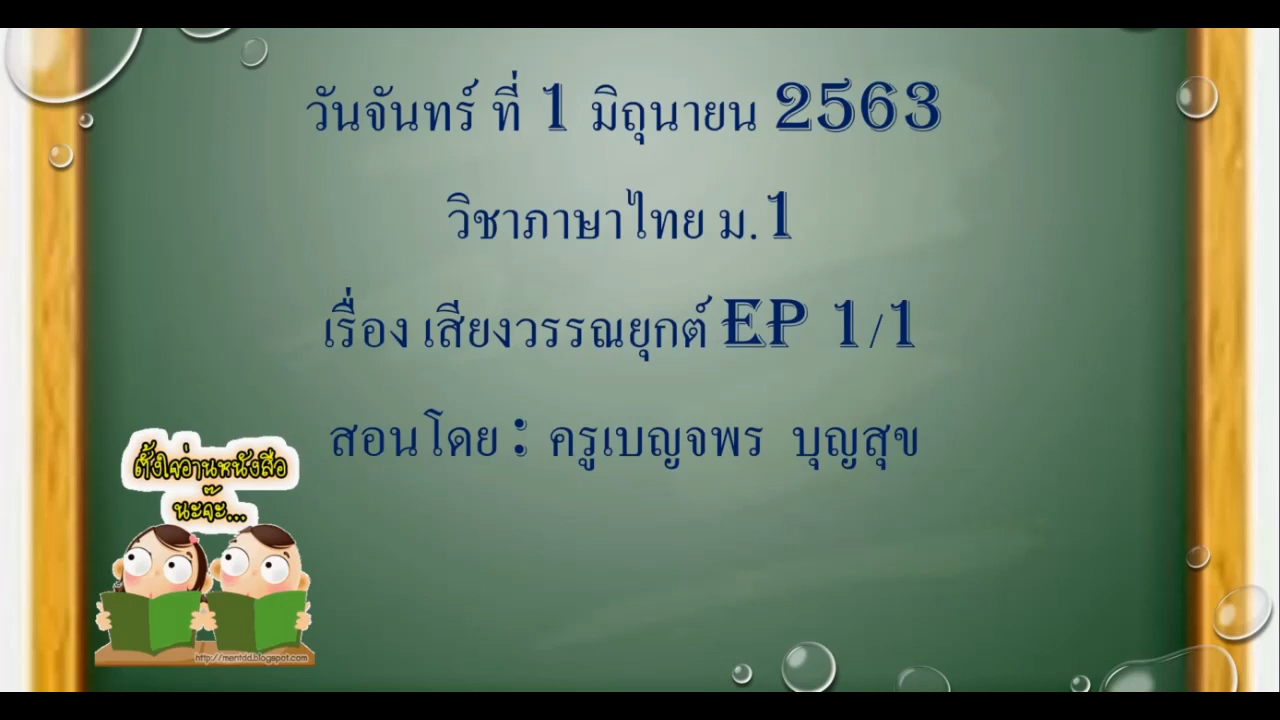 วันจันทร์ ที่ 1 มิถุนายน 2563
วิชาภาษาไทย ม.1
เรื่อง เสียงวรรณยุกต์ EP 1/1
สอนโดย : ครูเบญจพร บุญสุข
ตั้งใจอ่านหนังสือ
นะจ๊ะ...
http://meritdd.blogspot.com